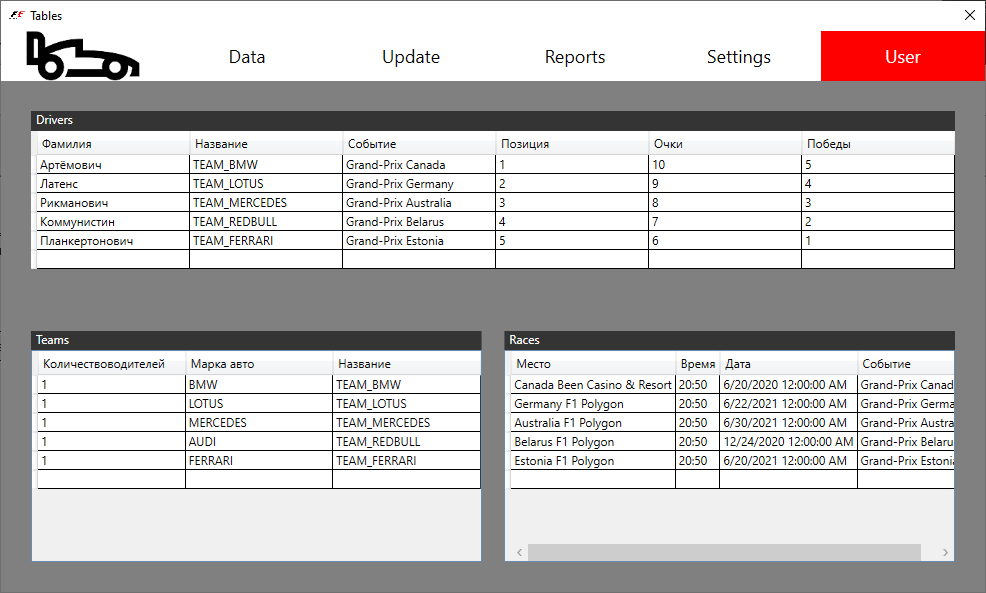 Tables
Data Update Reports Settings User
Drivers
Фамилия Название Событие Позиция Очки Победы
Артёмович TEAM_BMW Grand-Prix Canada 1 10 5
Латенс TEAM_LOTUS Grand-Prix Germany 2 9 4
Рикманович TEAM_MERCEDES Grand-Prix Australia 3 8 3
Коммунистин TEAM_REDBULL Grand-Prix Belarus 4 7 2
Планкертонович TEAM_FERRARI Grand-Prix Estonia 5 6 1
Teams
Количествоводителей Марка авто Название
1 BMW TEAM_BMW
1 LOTUS TEAM_LOTUS
1 MERCEDES TEAM_MERCEDES
1 AUDI TEAM_REDBULL
1 FERRARI TEAM_FERRARI
Races
Место Время Дата Событие
Canada Been Casino & Resort 20:50 6/20/2020 12:00:00 AM Grand-Prix Canad
Germany F1 Polygon 20:50 6/22/2021 12:00:00 AM Grand-Prix Germa
Australia F1 Polygon 20:50 6/30/2021 12:00:00 AM Grand-Prix Austra
Belarus F1 Polygon 20:50 12/24/2020 12:00:00 AM Grand-Prix Belaru
Estonia F1 Polygon 20:50 6/20/2021 12:00:00 AM Grand-Prix Estoni